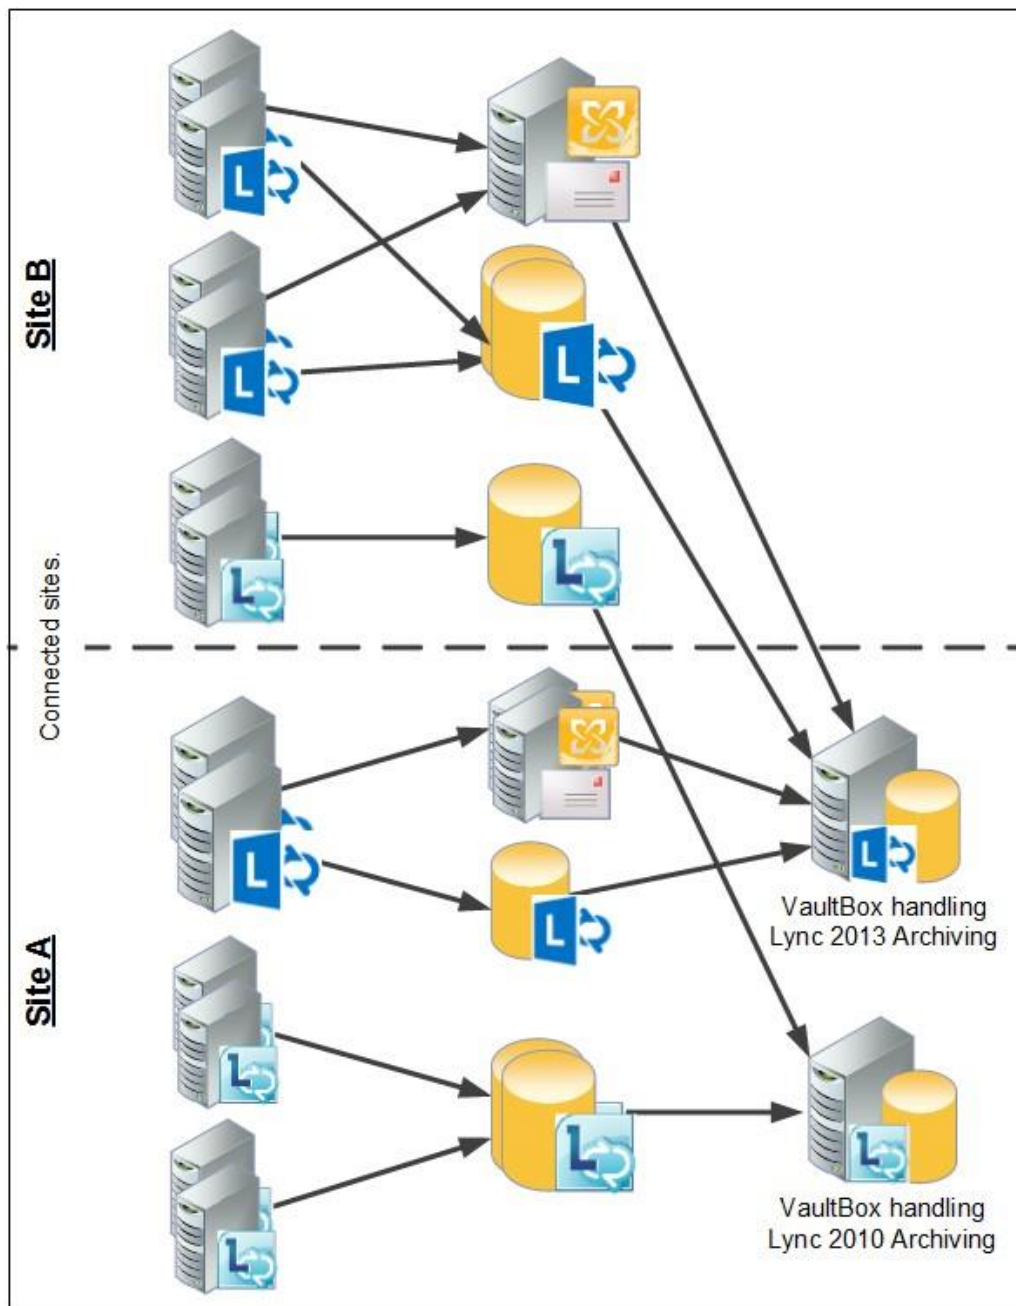 Site B
Connected sites.
Site A
VaultBox handling
Lync 2013 Archiving
VaultBox handling
Lync 2010 Archiving